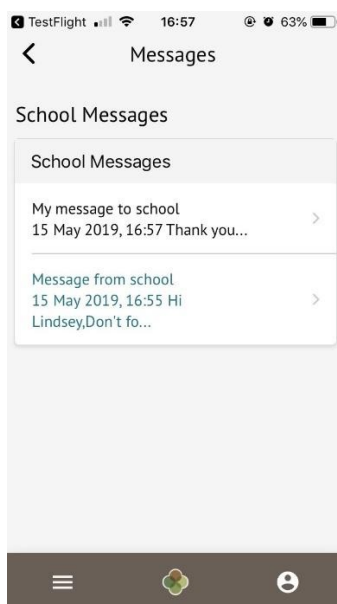 TestFlight 16:57 63%
Messages
School Messages
School Messages
My message to school
15 May 2019, 16:57 Thank you...
Message from school
15 May 2019, 16:55 Hi
Lindsey,Don't fo...